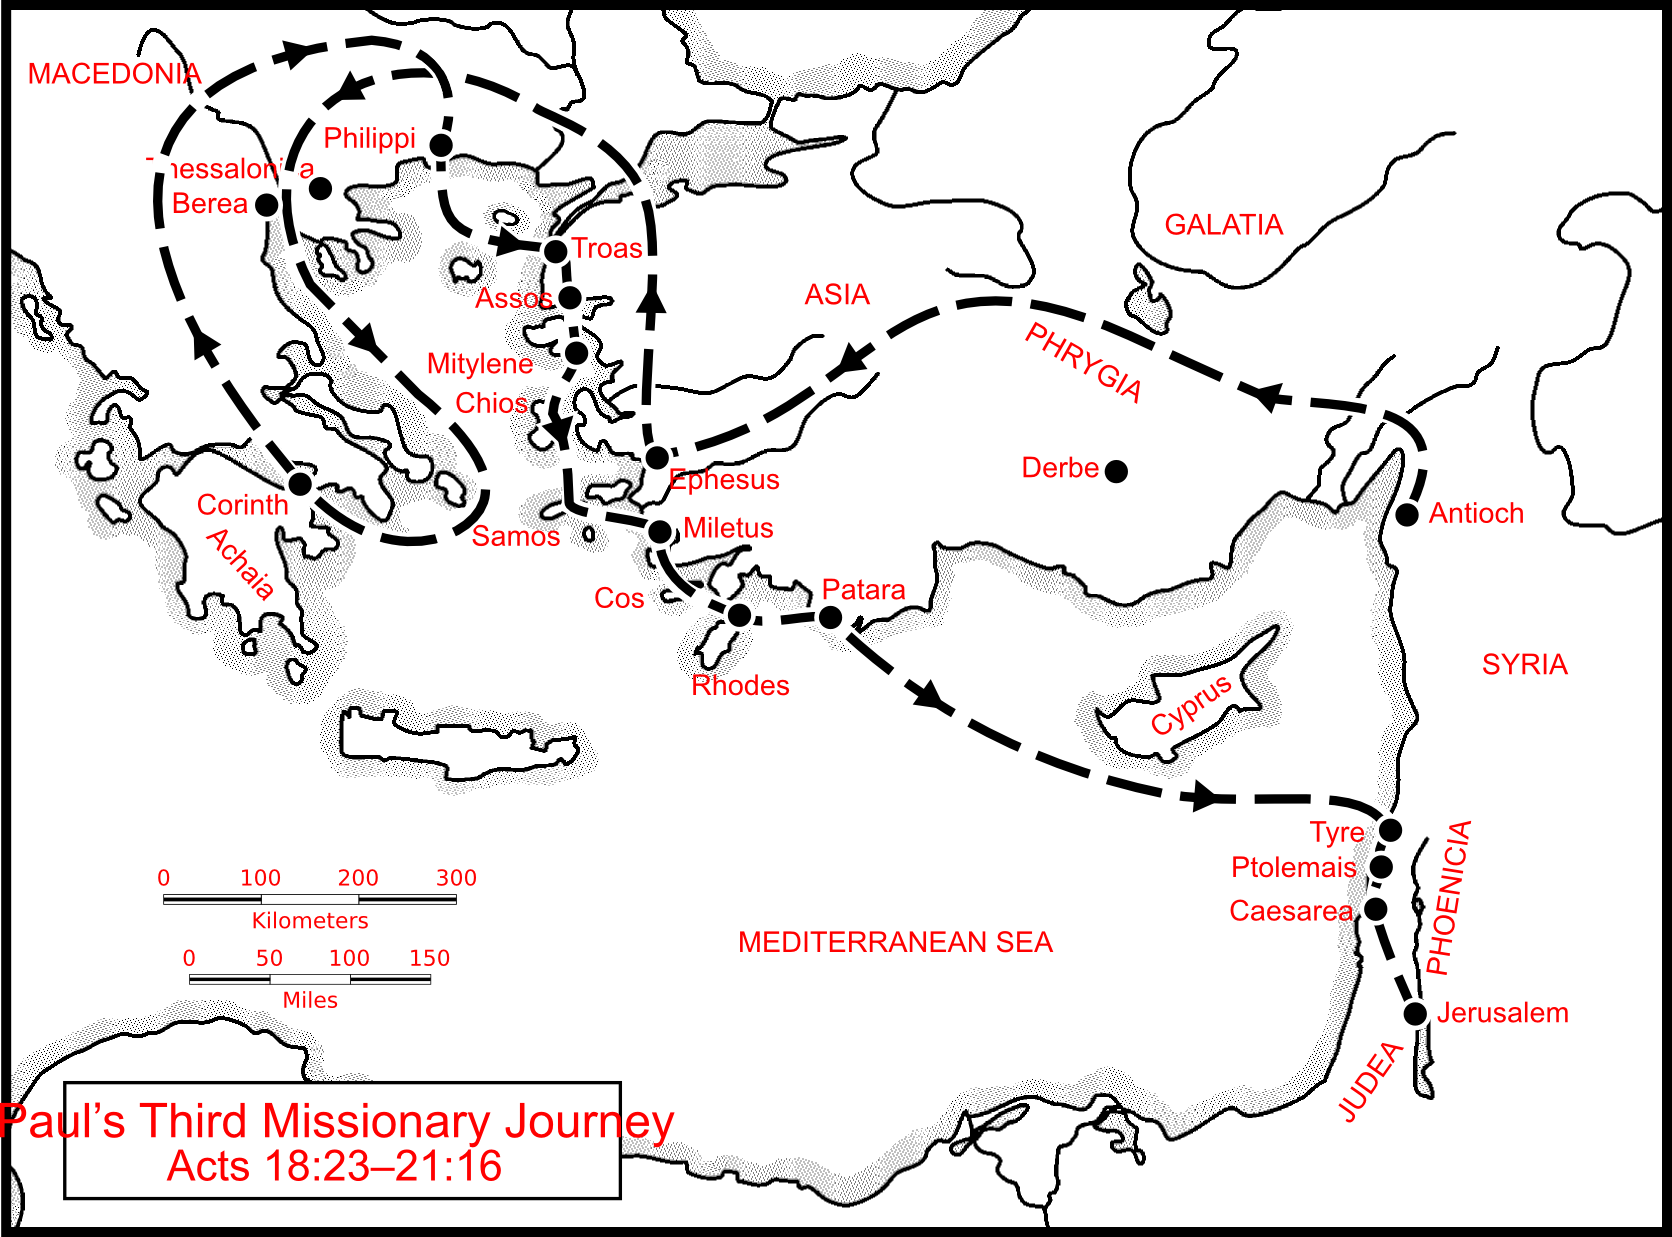 MACEDONIA
Philippi
Berea
Troas
GALATIA
Assos
ASIA
Mitylene
PHRYGIA
Chios
Derbe
Ephesus
Corinth
Antioch
Samos
Miletus
Achaia
Cos
Patara
Rhodes
SYRIA
Cyprus
Tyre
Ptolemais
Caesarea
PHOENICIA
0 100 200 300
Kilometers
0 50 100 150
Miles
MEDITERRANEAN SEA
Jerusalem
JUDEA
Paul’s Third Missionary Journey
Acts 18:23–21:16